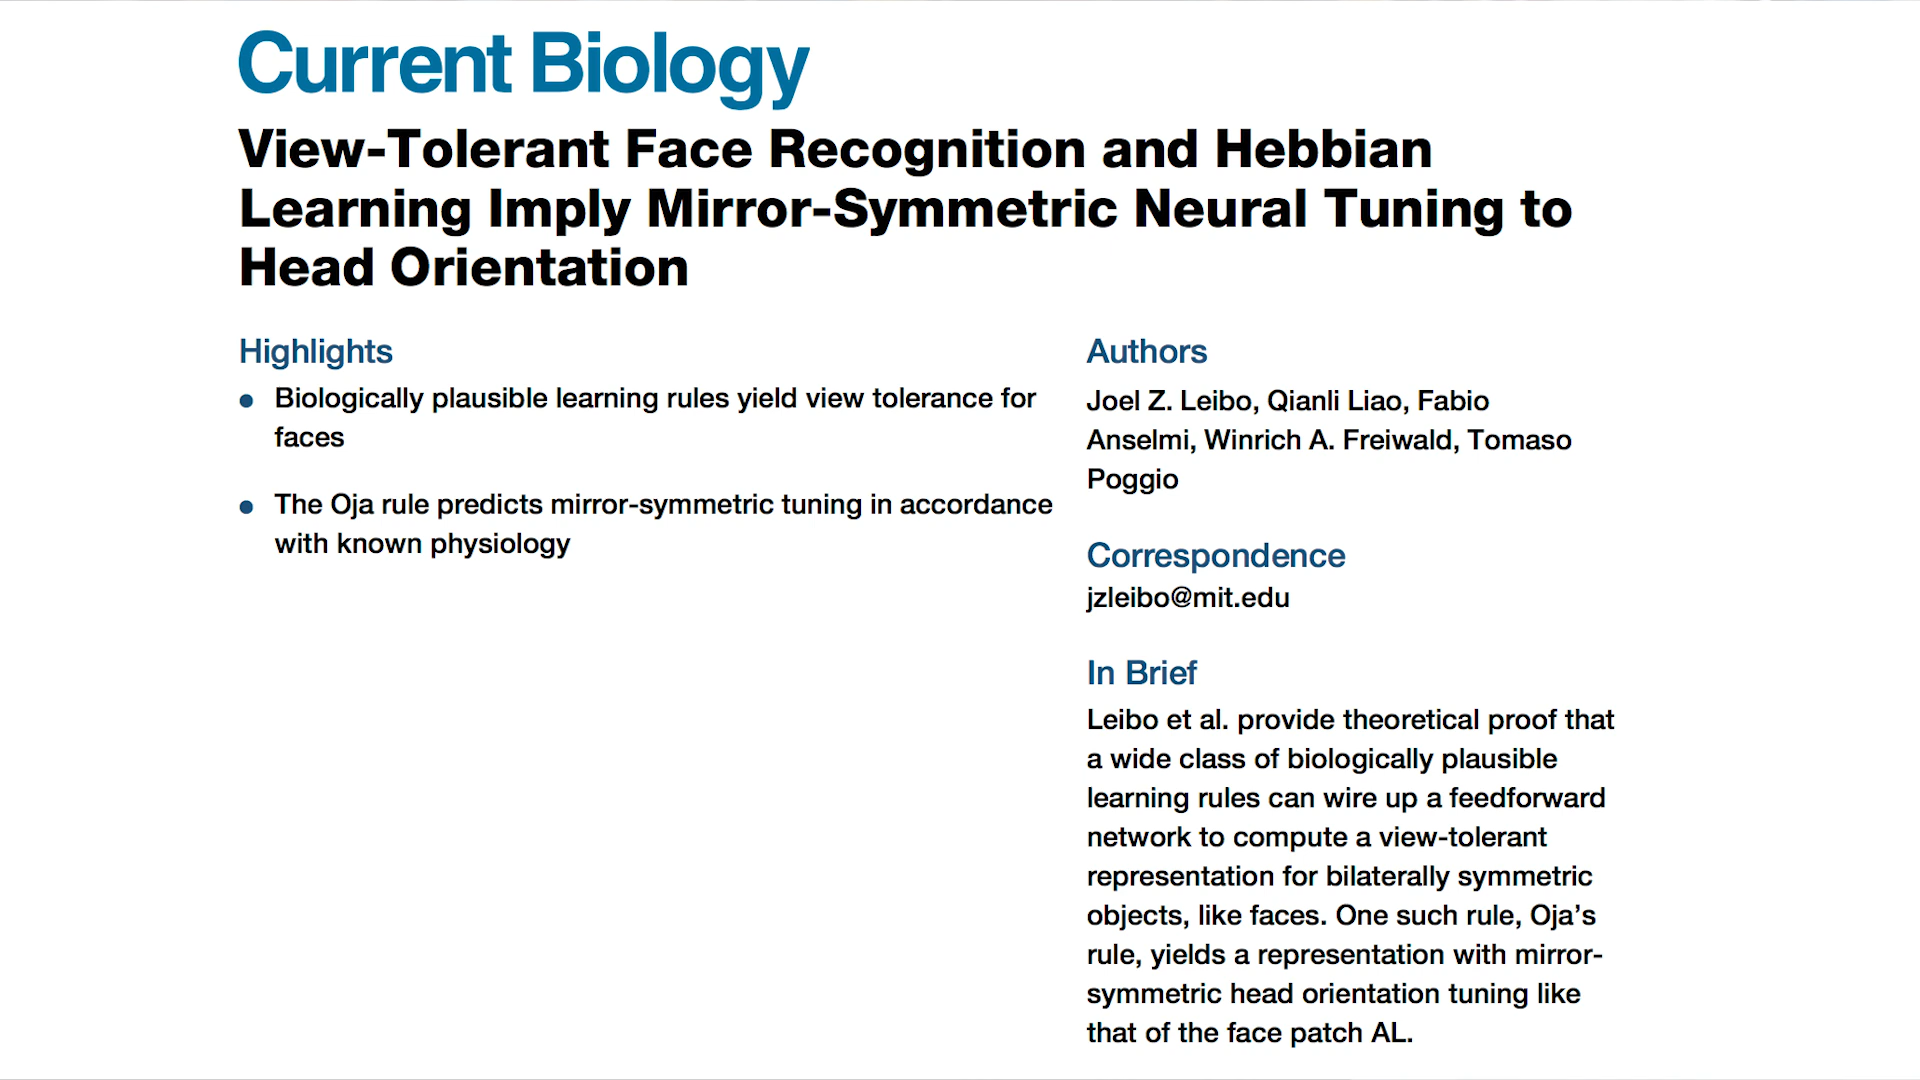 Current Biology
View-Tolerant Face Recognition and Hebbian
Learning Imply Mirror-Symmetric Neural Tuning to
Head Orientation
Highlights
• Biologically plausible learning rules yield view tolerance for
faces
• The Oja rule predicts mirror-symmetric tuning in accordance
with known physiology
Authors
Joel Z. Leibo, Qianli Liao, Fabio
Anselmi, Winrich A. Freiwald, Tomaso
Poggio
Correspondence
jzleibo@mit.edu
In Brief
Leibo et al. provide theoretical proof that
a wide class of biologically plausible
learning rules can wire up a feedforward
network to compute a view-tolerant
representation for bilaterally symmetric
objects, like faces. One such rule, Oja’s
rule, yields a representation with mirror-
symmetric head orientation tuning like
that of the face patch AL.